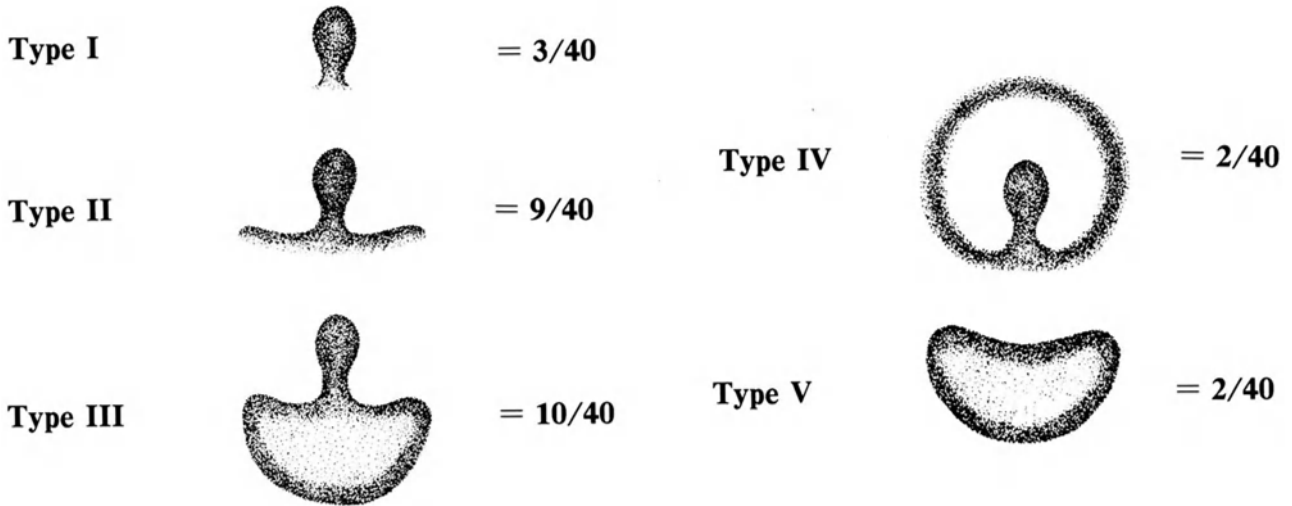 Type I = 3/40
Type II = 9/40
Type III = 10/40
Type IV = 2/40
Type V = 2/40